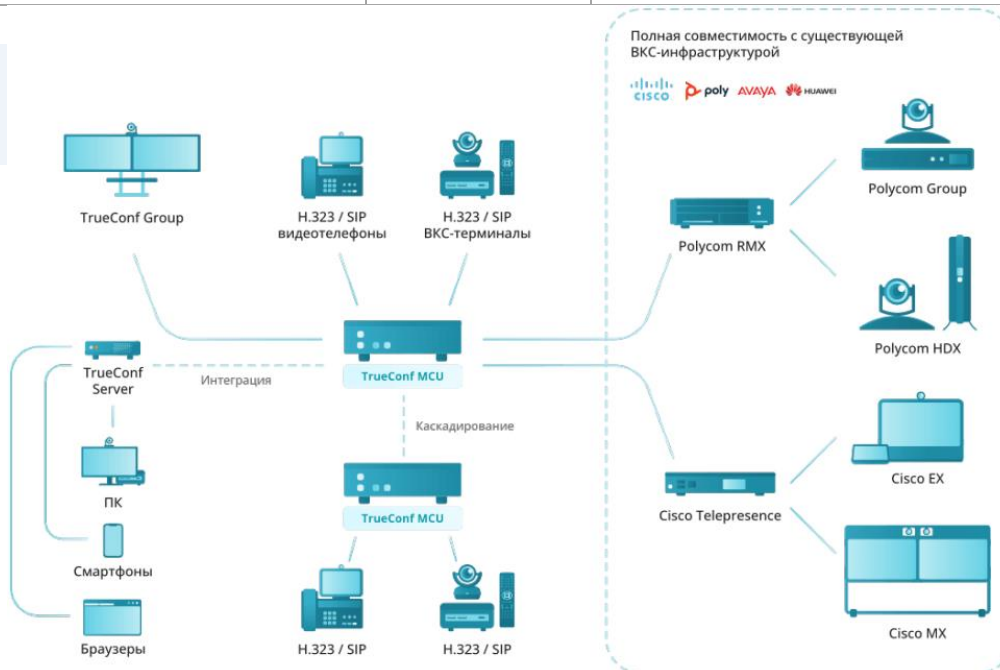 Полная совместимость с существующей
ВКС-инфраструктурой
CISCO poly AVAYA HUAWEI
TrueConf Group
H.323 / SIP
видеотелефоны
H.323 / SIP
ВКС-терминалы
Polycom RMX
Polycom Group
Polycom HDX
TrueConf
Server
Интеграция
TrueConf MCU
Каскадирование
ПК
Смартфоны
Браузеры
TrueConf MCU
H.323 / SIP
H.323 / SIP
Cisco Telepresence
Cisco EX
Cisco MX